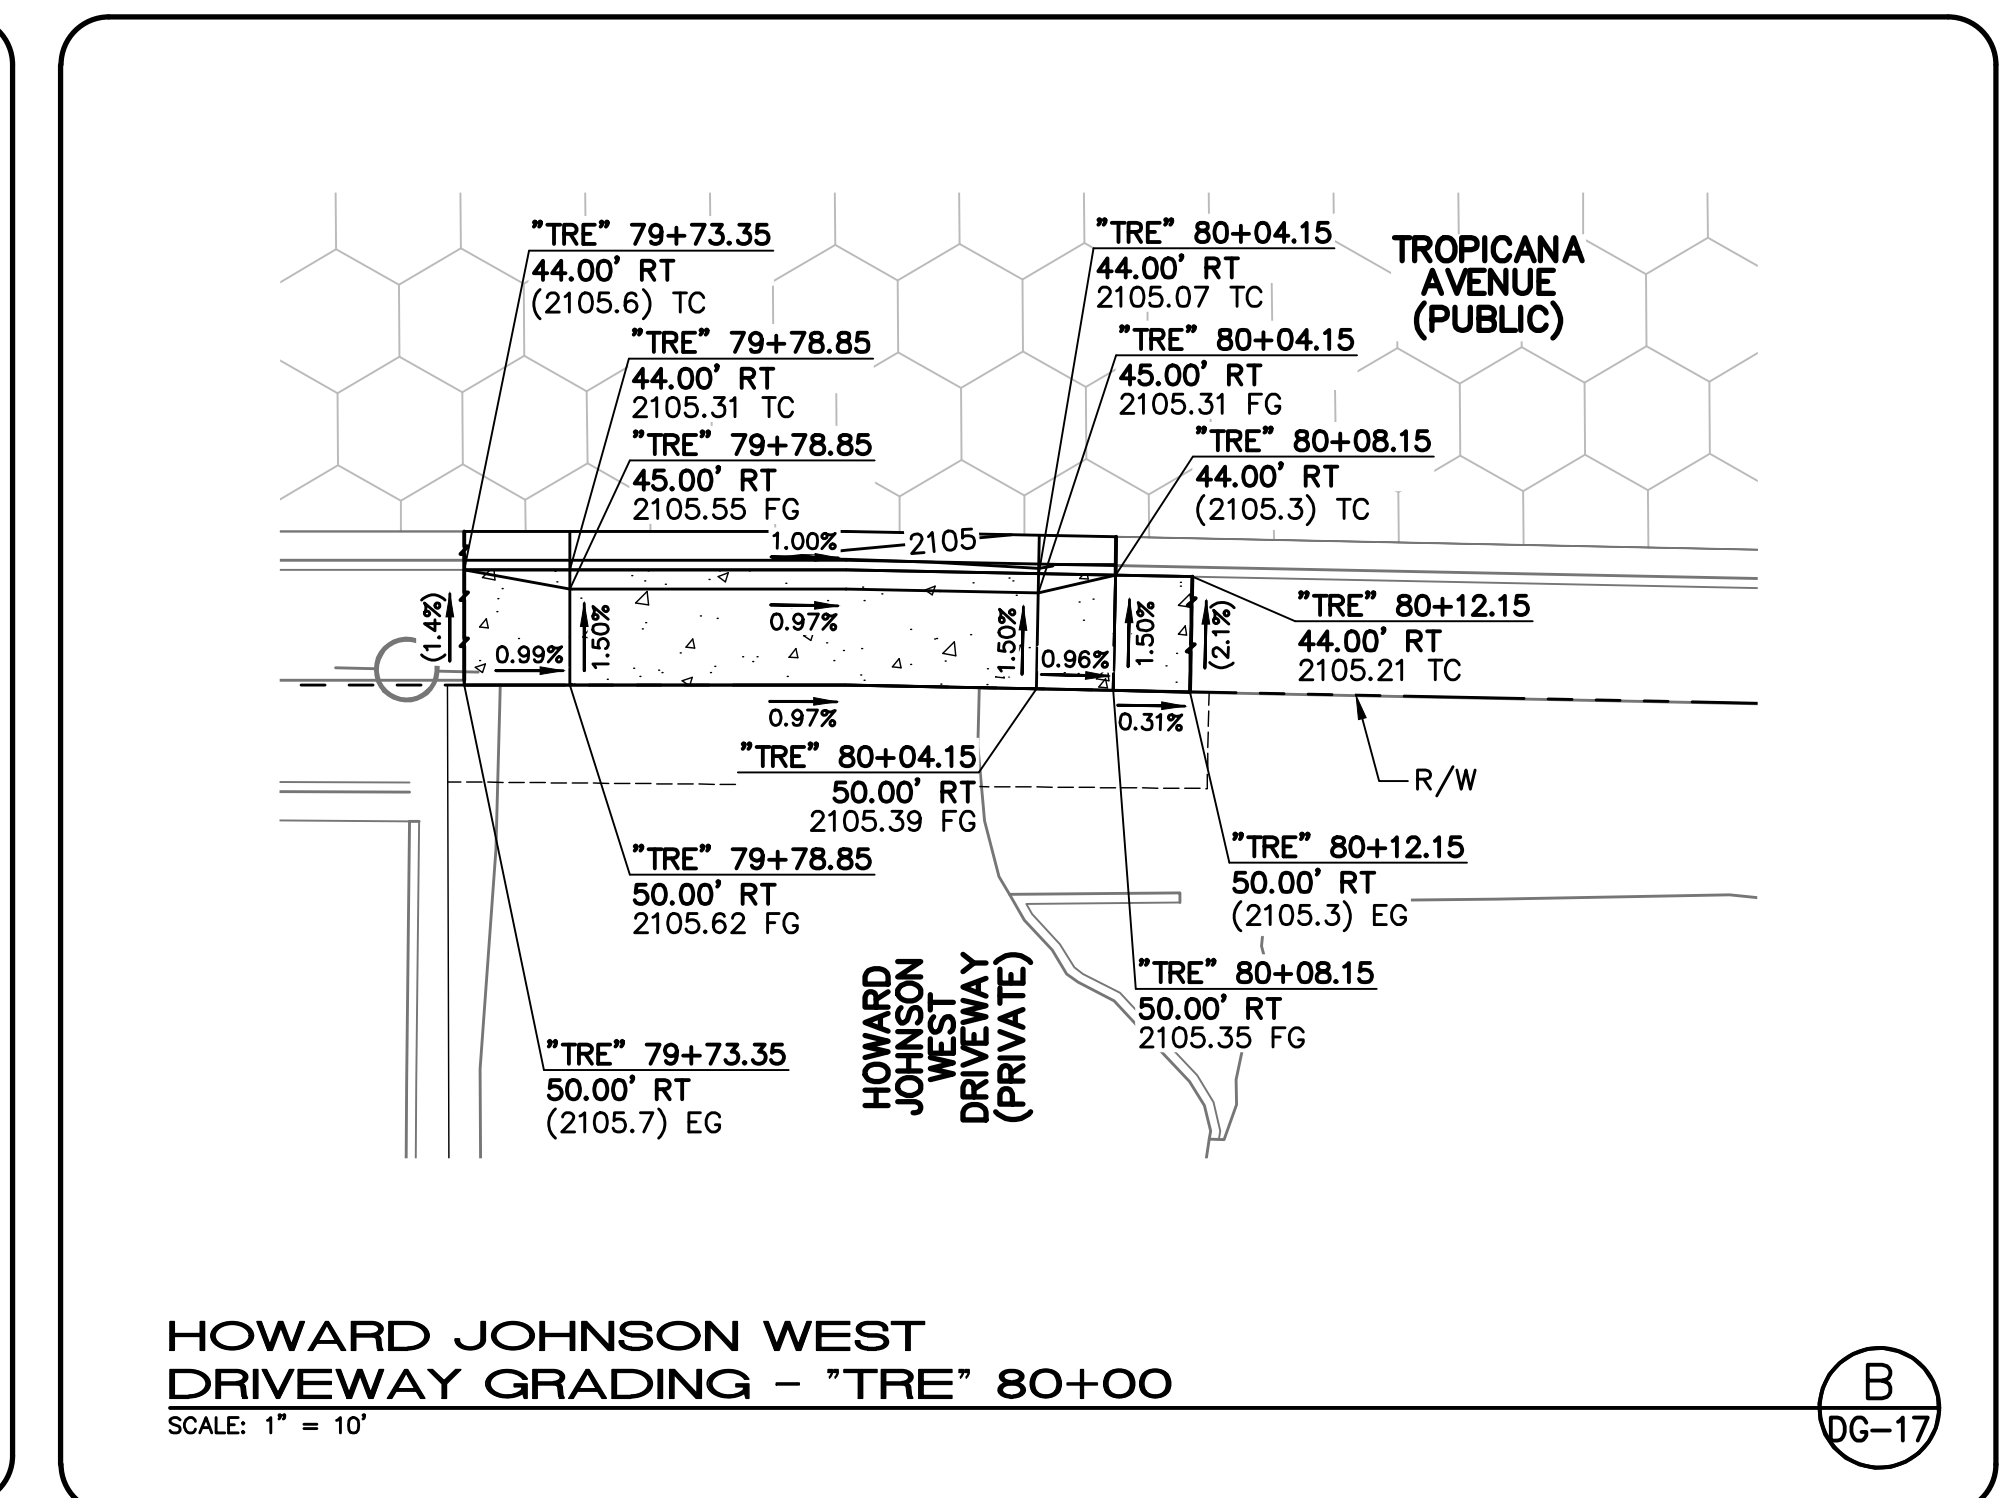 "TRE" 79+73.35
44.00' RT
(2105.6) TC
"TRE" 79+78.85
44.00' RT
2105.31 TC
"TRE" 79+78.85
45.00' RT
2105.55 FG
"TRE" 80+04.15
44.00' RT
2105.07 TC
"TRE" 80+04.15
45.00' RT
2105.31 FG
"TRE" 80+08.15
44.00' RT
(2105.3) TC
TROPICANA
AVENUE
(PUBLIC)
1.00%
2105
(1.4%)
0.99%
1.50%
0.97%
1.50%
0.96%
1.50%
(2.1%)
"TRE" 80+12.15
44.00' RT
2105.21 TC
0.97%
0.31%
R/W
"TRE" 80+04.15
50.00' RT
2105.39 FG
"TRE" 79+78.85
50.00' RT
2105.62 FG
"TRE" 80+12.15
50.00' RT
(2105.3) EG
"TRE" 80+08.15
50.00' RT
2105.35 FG
"TRE" 79+73.35
50.00' RT
(2105.7) EG
HOWARD
JOHNSON
WEST
DRIVEWAY
(PRIVATE)
HOWARD JOHNSON WEST
DRIVEWAY GRADING - "TRE" 80+00
SCALE: 1" = 10'
B
DG-17